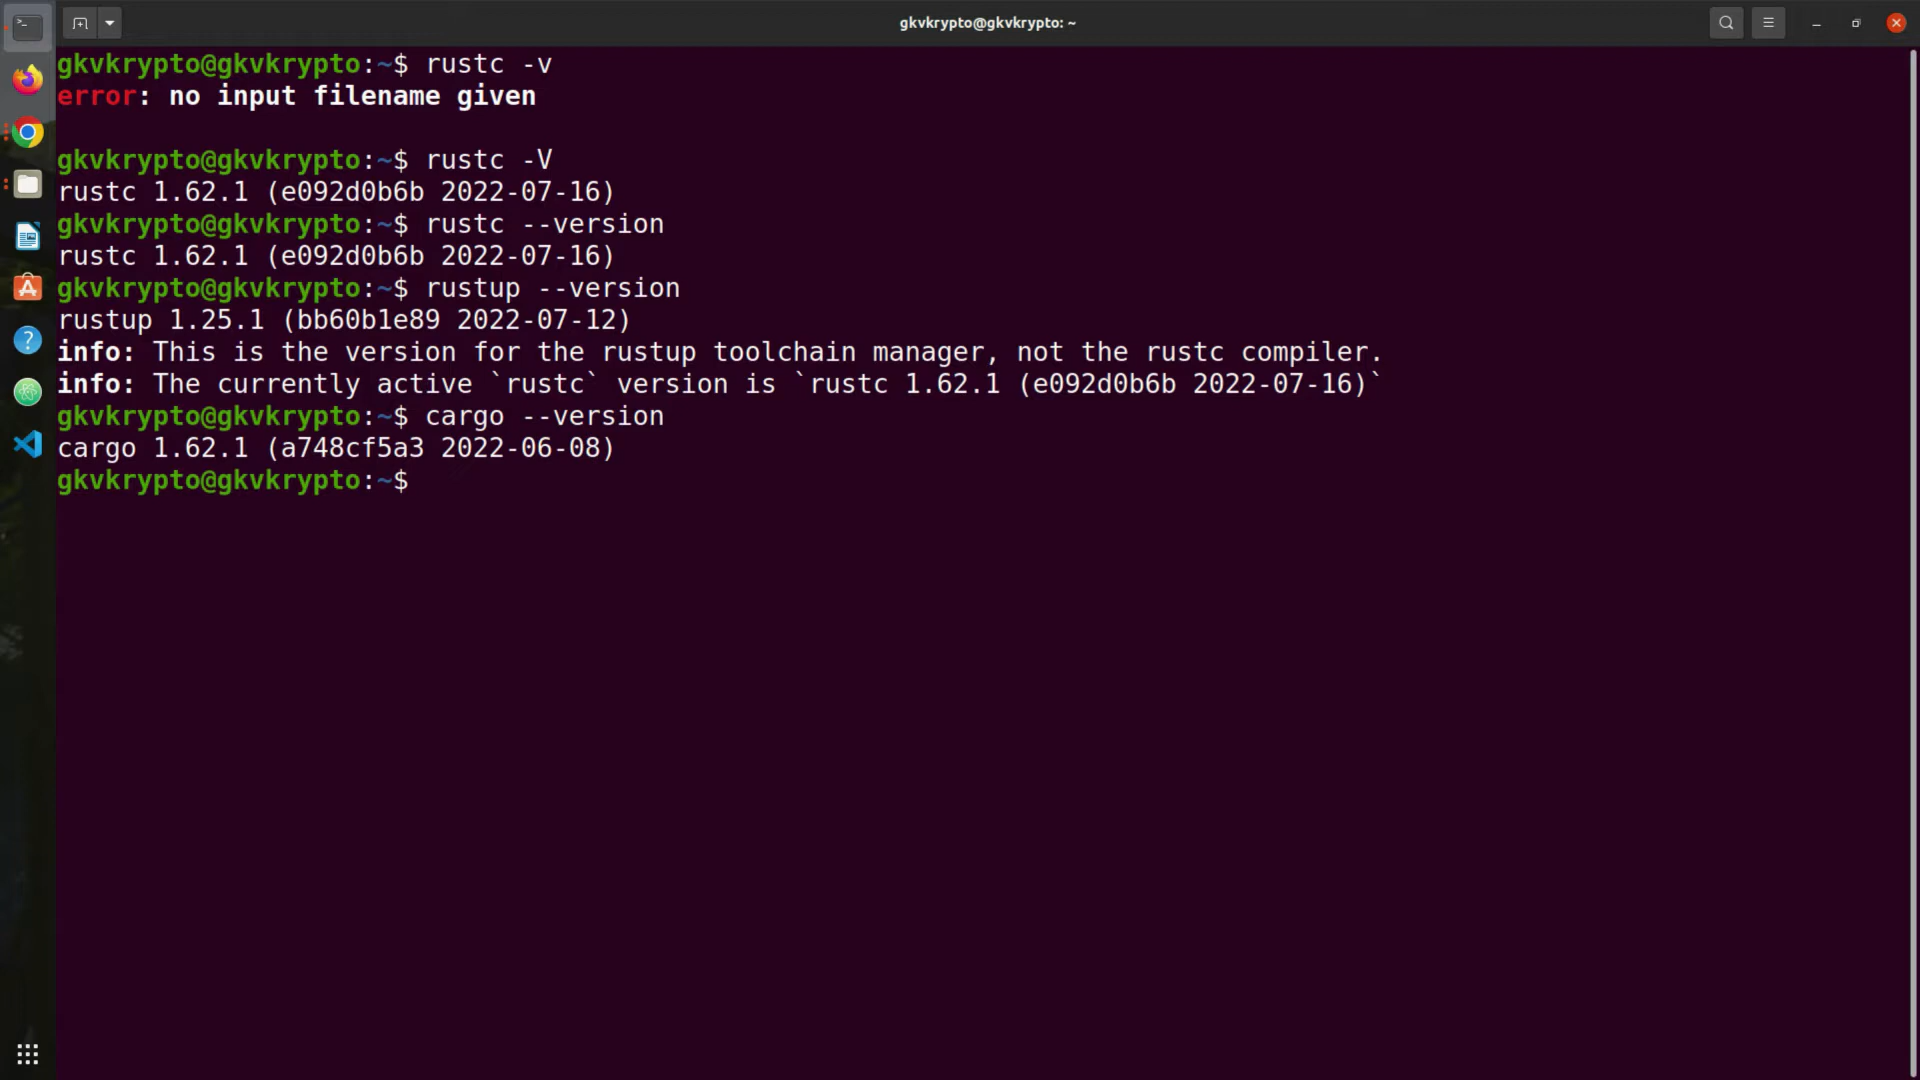 gkvkrypto@gkvkrypto: ~
gkvkrypto@gkvkrypto:~$ rustc -v
error: no input filename given
gkvkrypto@gkvkrypto:~$ rustc -V
rustc 1.62.1 (e092d0b6b 2022-07-16)
gkvkrypto@gkvkrypto:~$ rustc --version
rustc 1.62.1 (e092d0b6b 2022-07-16)
gkvkrypto@gkvkrypto:~$ rustup --version
rustup 1.25.1 (bb60b1e89 2022-07-12)
info: This is the version for the rustup toolchain manager, not the rustc compiler.
info: The currently active `rustc` version is `rustc 1.62.1 (e092d0b6b 2022-07-16)`
gkvkrypto@gkvkrypto:~$ cargo --version
cargo 1.62.1 (a748cf5a3 2022-06-08)
gkvkrypto@gkvkrypto:~$